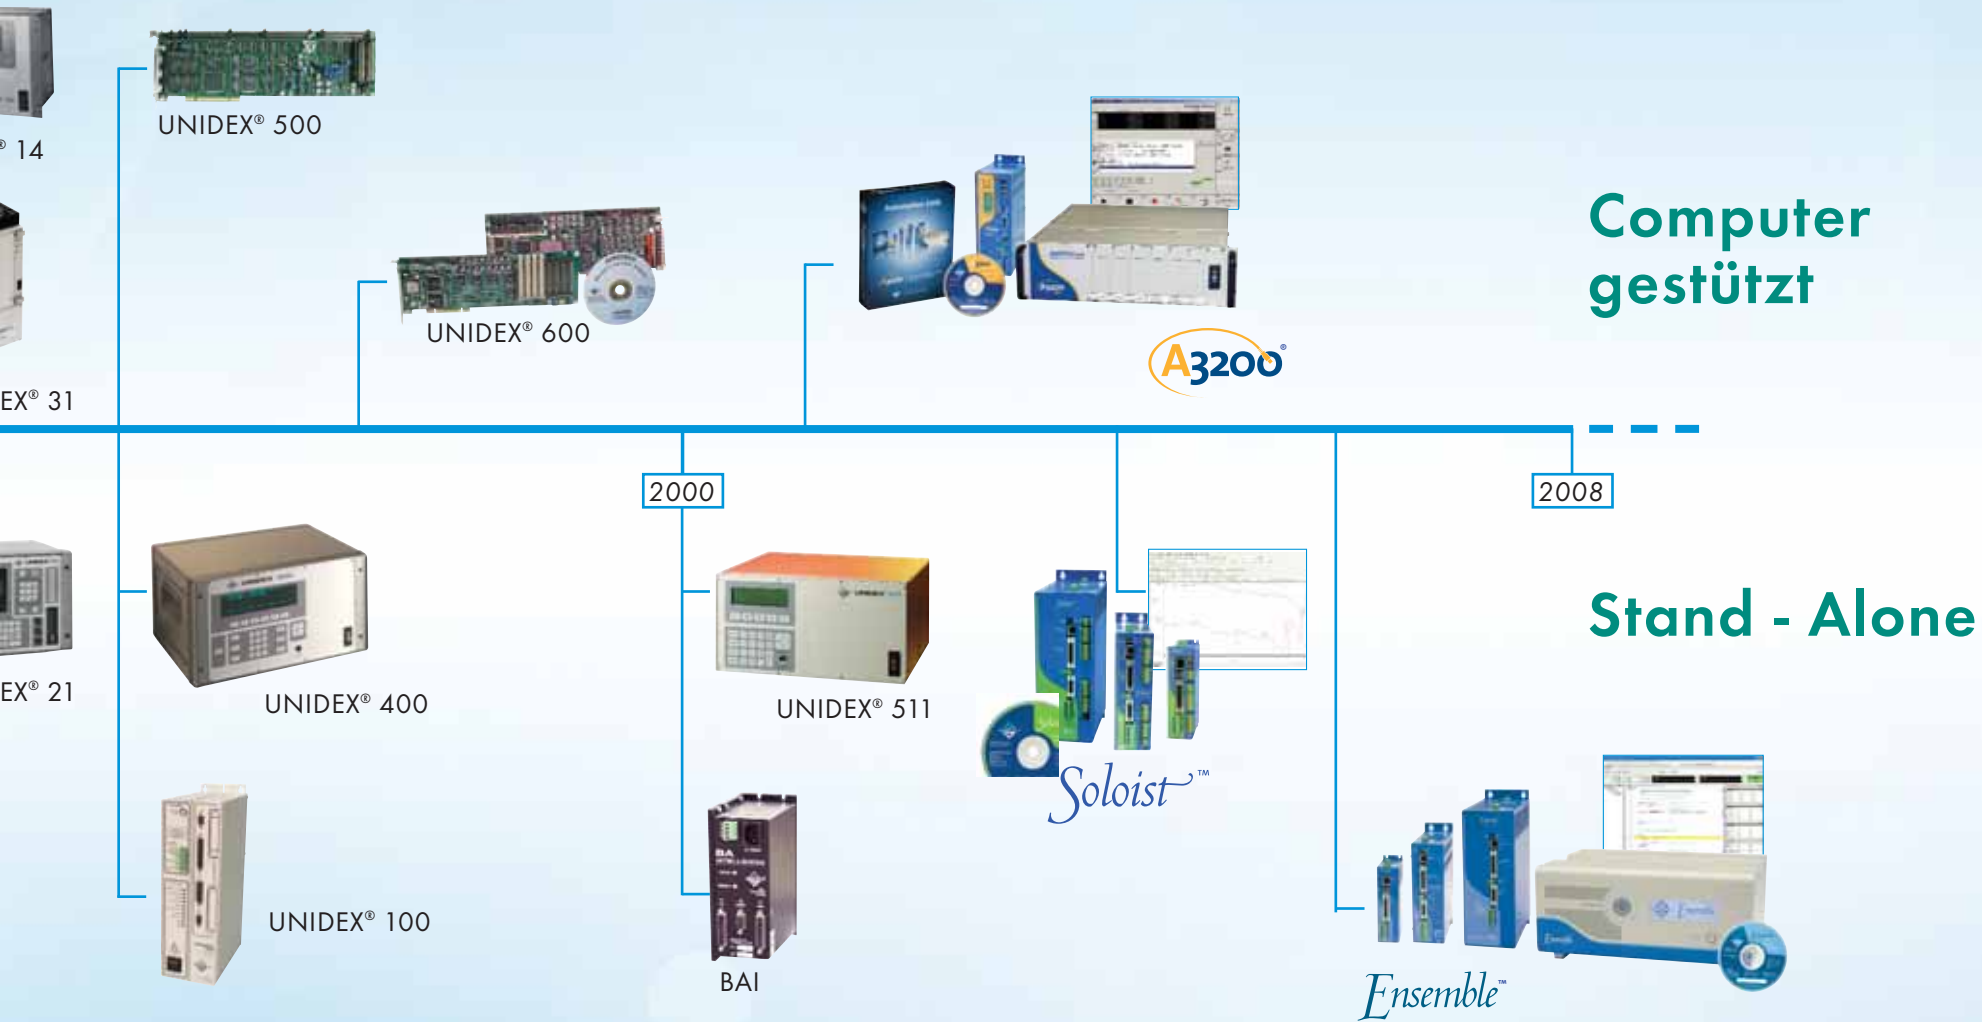 UNIDEX® 500
® 14
UNIDEX® 600
A3200®
Computer
gestützt
EX® 31
2000
2008
Stand - Alone
EX® 21
UNIDEX® 400
UNIDEX® 511
Soloist™
UNIDEX® 100
BAI
Ensemble™